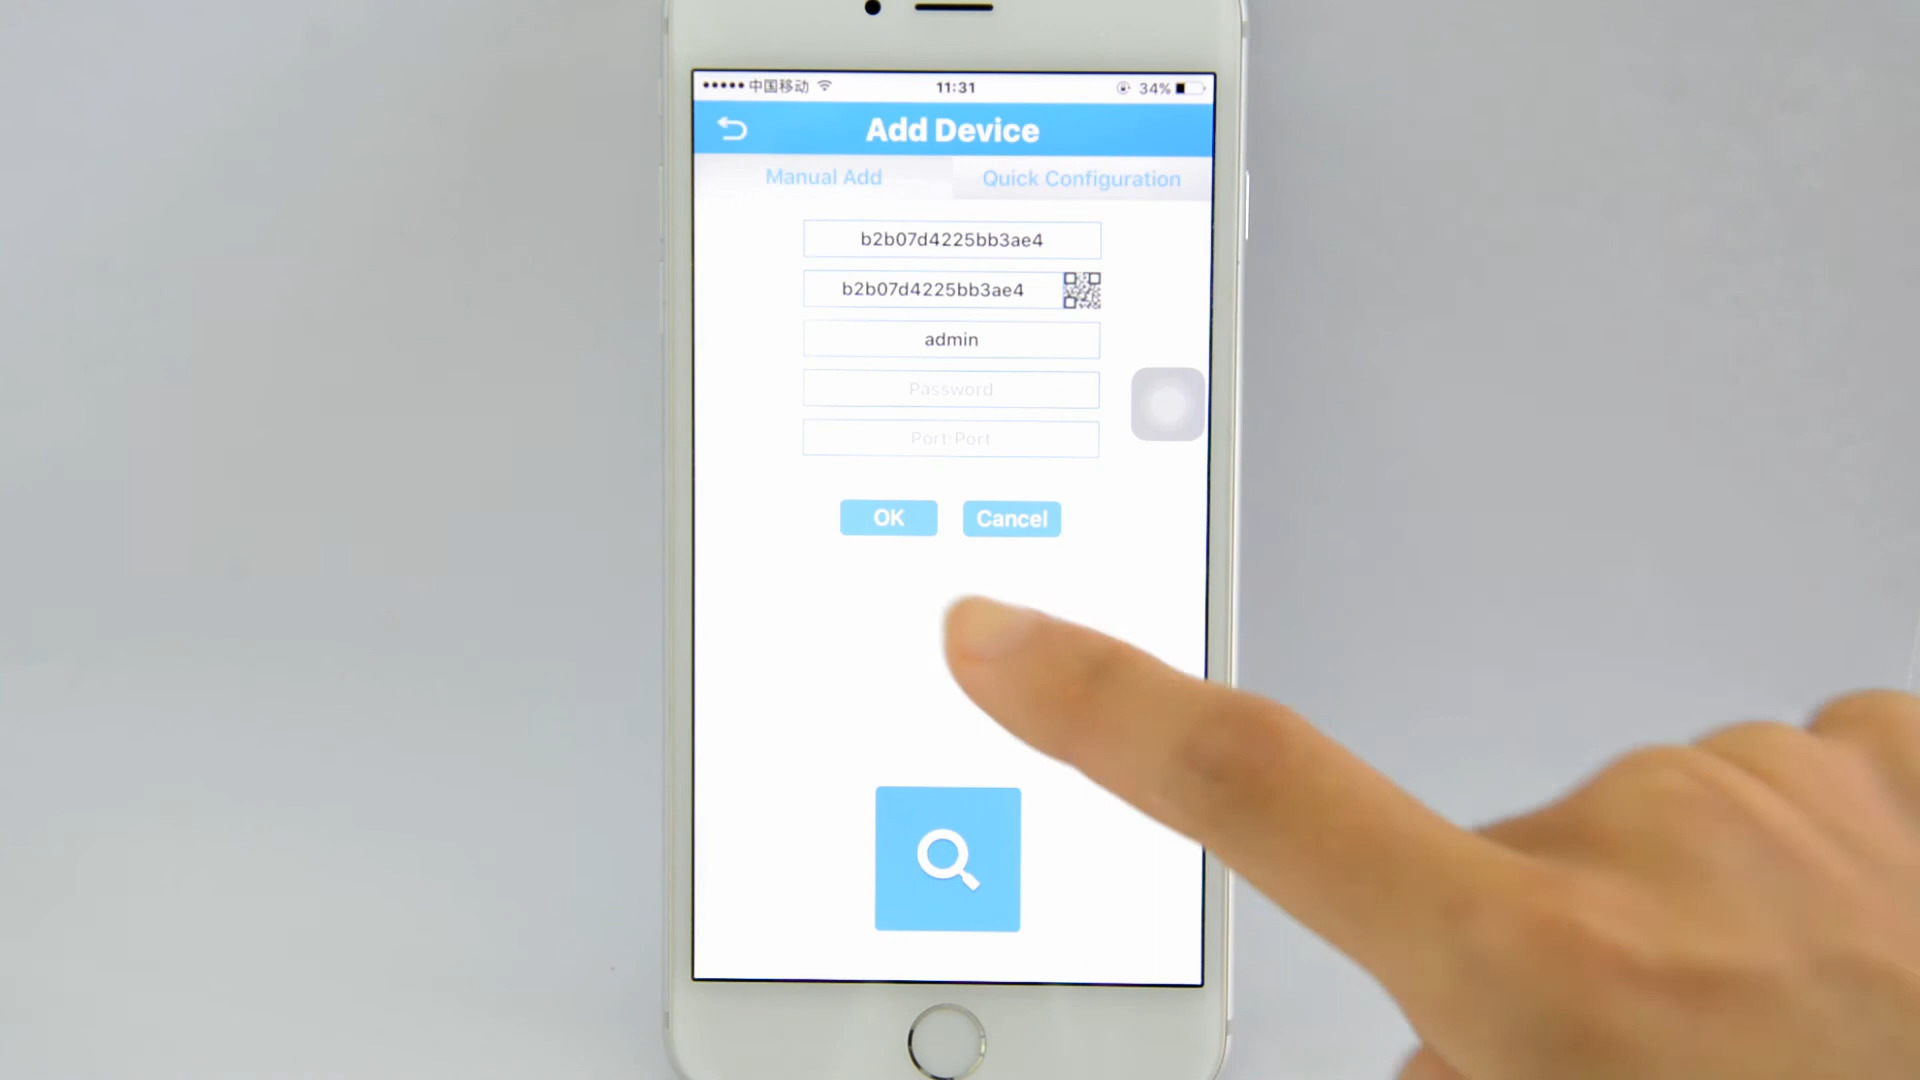 中国移动 11:31 34%
Add Device
Manual Add Quick Configuration
b2b07d4225bb3ae4
b2b07d4225bb3ae4
admin
Password
Port:Port
OK Cancel